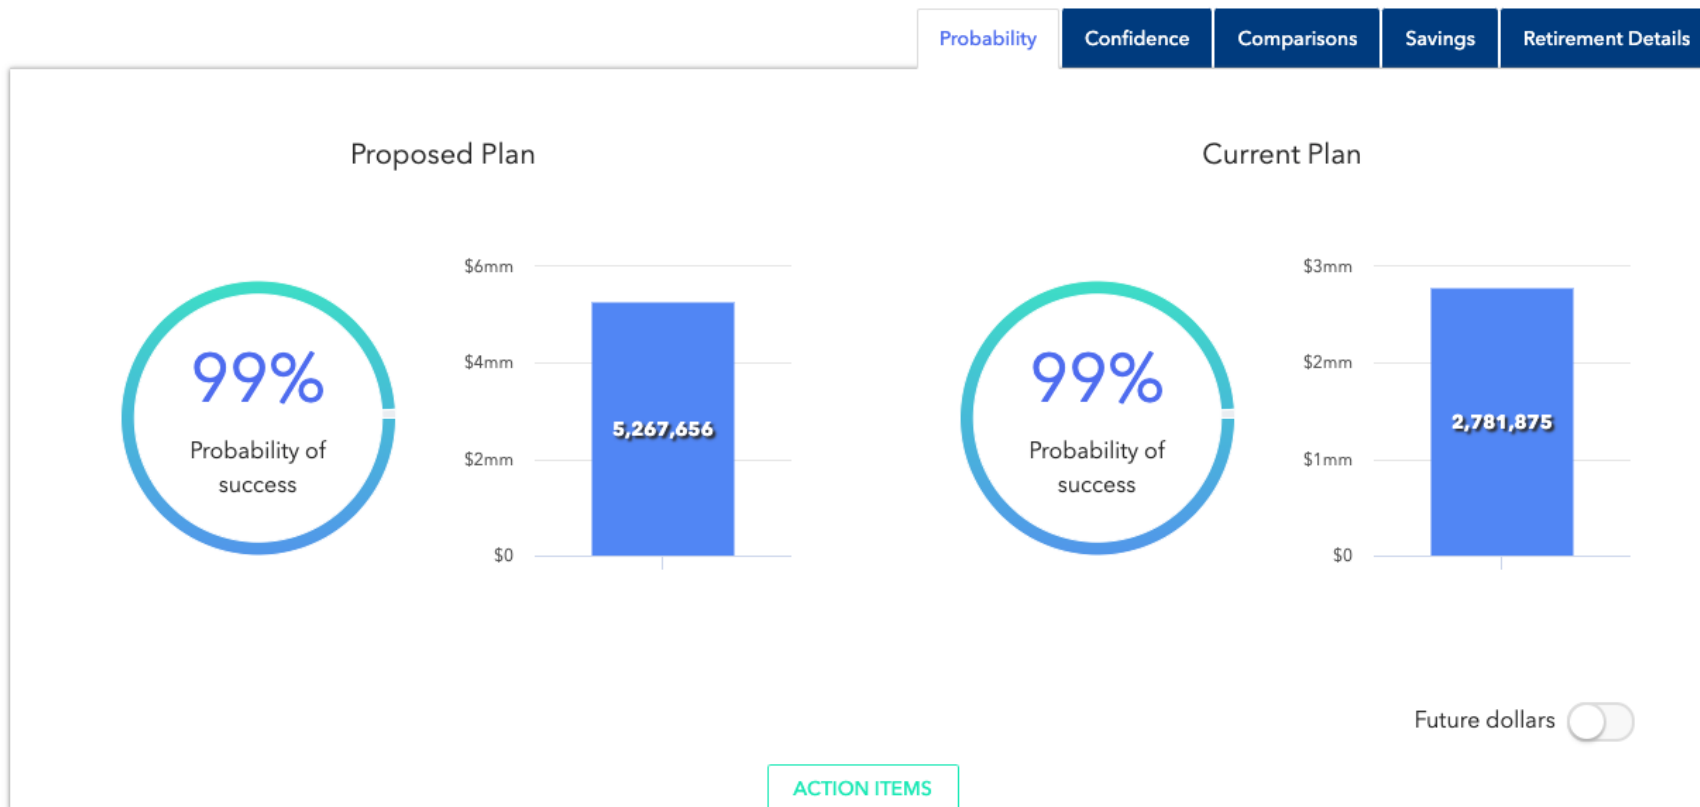 Probability
Confidence
Comparisons
Savings
Retirement Details
Proposed Plan
99%
Probability of
success
$6mm
$4mm
$2mm
$0
5,267,656
Current Plan
99%
Probability of
success
$3mm
$2mm
$1mm
$0
2,781,875
Future dollars
ACTION ITEMS